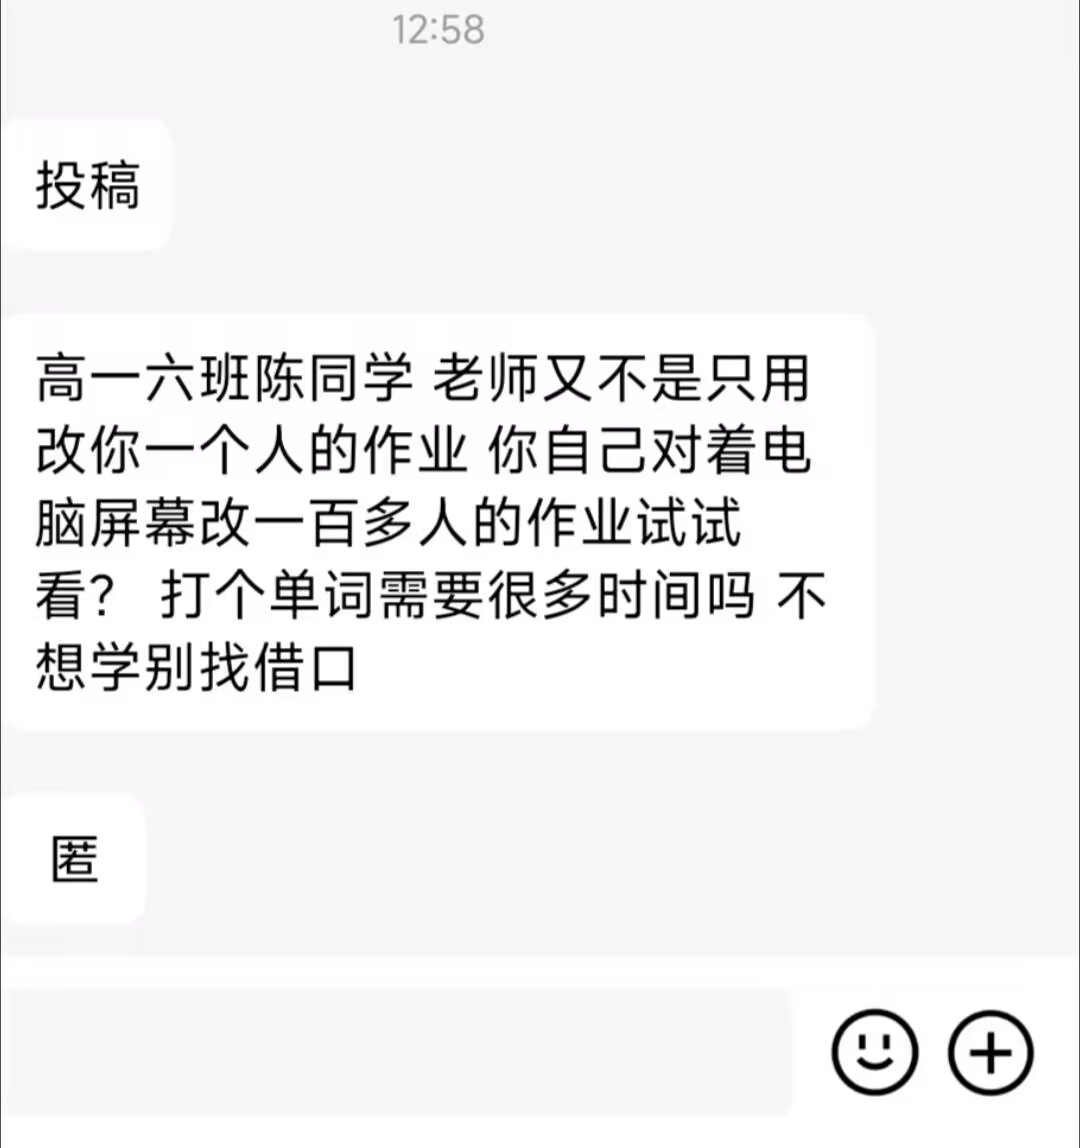 12:58
投稿
高一六班陈同学 老师又不是只用
改你一个人的作业 你自己对着电
脑屏幕改一百多人的作业试试
看？ 打个单词需要很多时间吗 不
想学别找借口
匿